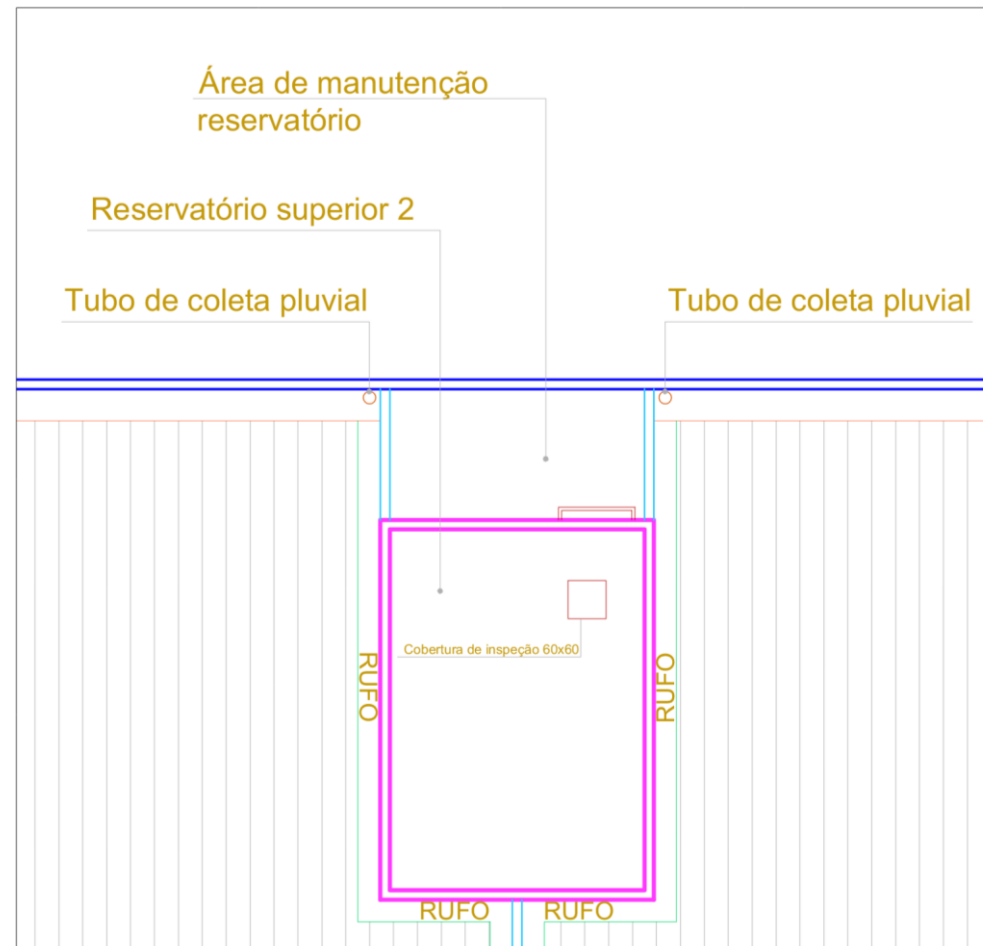 Área de manutenção
reservatório
Reservatório superior 2
Tubo de coleta pluvial
Tubo de coleta pluvial
Cobertura de inspeção 60x60
RUFO
RUFO
RUFO
RUFO